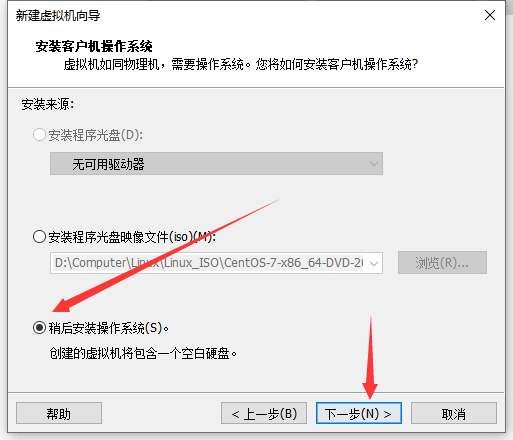 新建虚拟机向导
安装客户机操作系统
虚拟机如同物理机，需要操作系统。您将如何安装客户机操作系统?
安装来源:
安装程序光盘(D):
无可用驱动器
安装程序光盘映像文件(iso)(M):
D:\Computer\Linux\Linux_ISO\CentOS-7-x86_64-DVD-20
浏览(R)...
稍后安装操作系统(S)。
创建的虚拟机将包含一个空白硬盘。
帮助
< 上一步(B)
下一步(N) >
取消